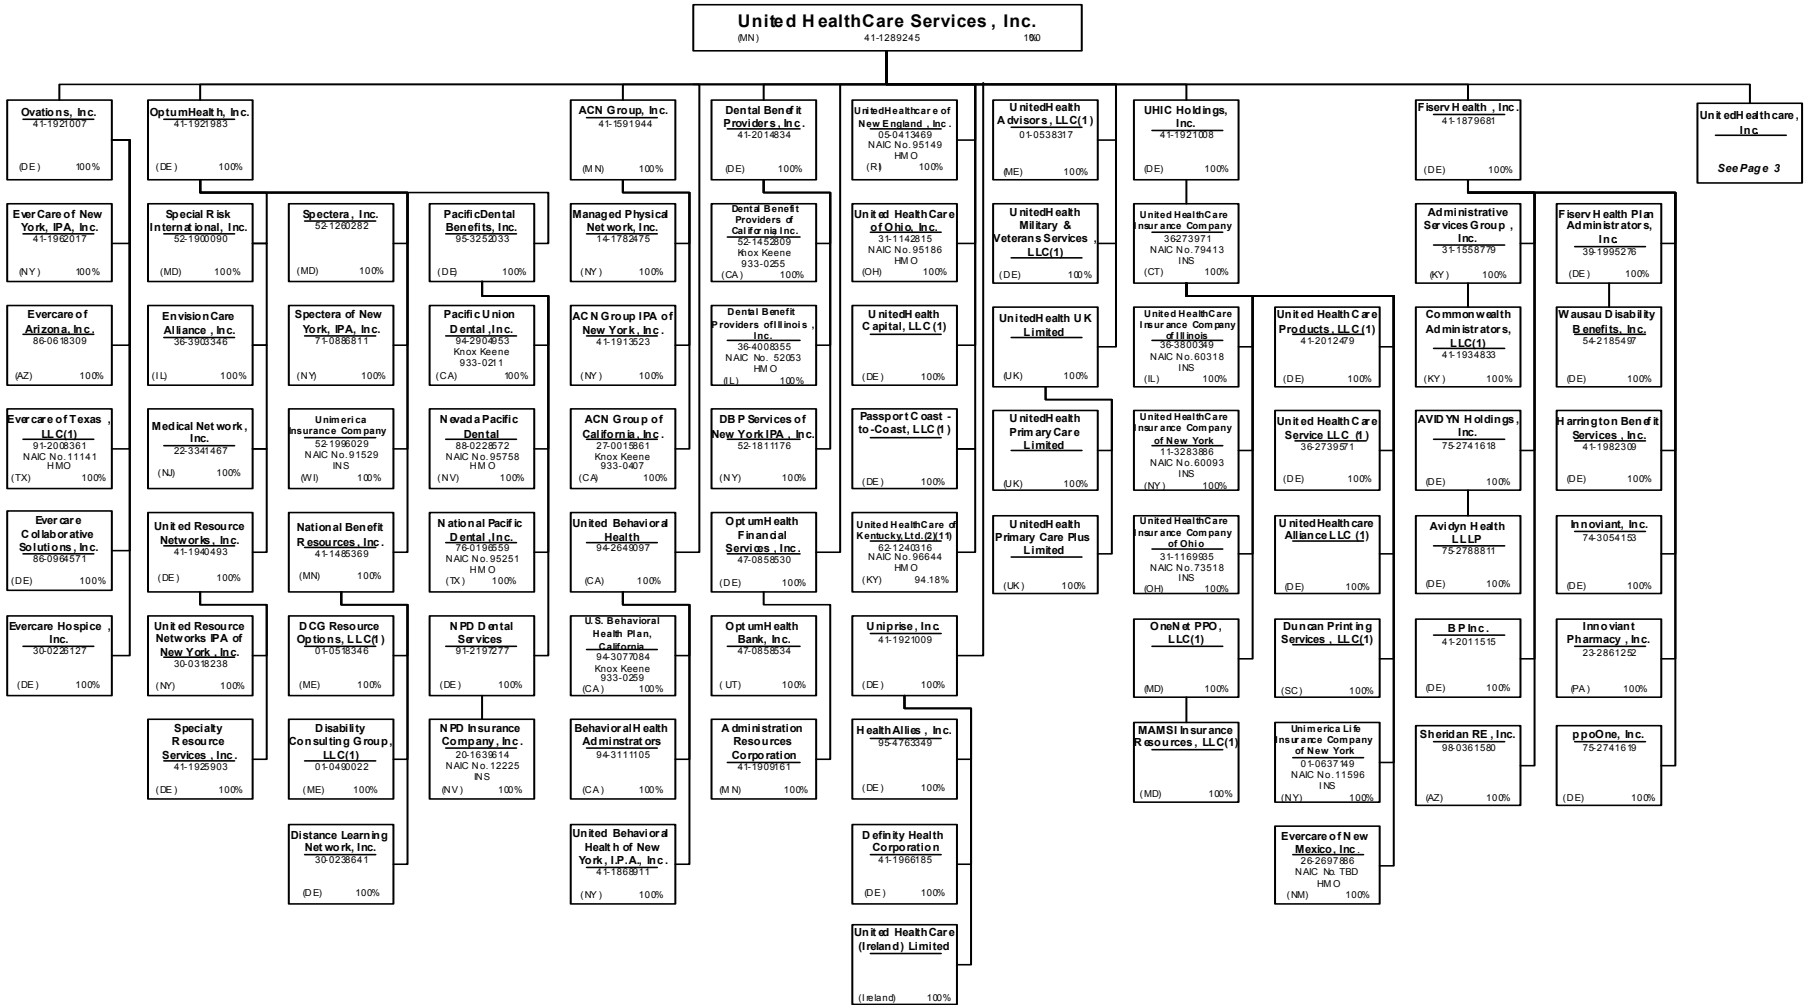 United HealthCare Services, Inc.
(MN) 41-1289245 100
Ovations, Inc.
41-1921007
(DE) 100%
OptumHealth, Inc.
41-1921983
(DE) 100%
ACN Group, Inc.
41-1591944
(MN) 100%
Dental Benefit
Providers, Inc.
41-2014834
(DE) 100%
UnitedHealthcare of
New England, Inc.
05-0413469
NAIC No. 95149
HMO
(RI) 100%
UnitedHealth
Advisors, LLC(1)
01-0538317
(ME) 100%
UHIC Holdings,
Inc.
41-1921008
(DE) 100%
Fiserv Health, Inc.
41-1879681
(DE) 100%
UnitedHealthcare,
Inc.
See Page 3
EverCare of New
York, IPA, Inc.
41-1962017
(NY) 100%
Special Risk
International, Inc.
52-1900090
(MD) 100%
Spectera, Inc.
52-1260282
(MD) 100%
PacificDental
Benefits, Inc.
95-3252033
(DE) 100%
Managed Physical
Network, Inc.
14-1782475
(NY) 100%
Dental Benefit
Providers of
California Inc.
52-1452809
Knox Keene
933-0255
(CA) 100%
United HealthCare
of Ohio, Inc.
31-1142815
NAIC No. 95186
HMO
(OH) 100%
UnitedHealth
Military &
Veterans Services,
LLC(1)
(DE) 100%
United HealthCare
Insurance Company
36273971
NAIC No. 79413
INS
(CT) 100%
Administrative
Services Group,
Inc.
31-1558779
(KY) 100%
Fiserv Health Plan
Administrators,
Inc.
39-1995276
(DE) 100%
Evercare of
Arizona, Inc.
86-0618309
(AZ) 100%
EnvisionCare
Alliance, Inc.
36-3903346
(IL) 100%
Spectera of New
York, IPA, Inc.
71-0886811
(NY) 100%
Pacific Union
Dental, Inc.
94-2904953
Knox Keene
933-0211
(CA) 100%
ACN Group IPA of
New York, Inc.
41-1913523
(NY) 100%
Dental Benefit
Providers of Illinois,
Inc.
36-4008355
NAIC No. 52053
HMO
(IL) 100%
UnitedHealth
Capital, LLC (1)
(DE) 100%
UnitedHealth UK
Limited
(UK) 100%
United HealthCare
Insurance Company
of Illinois
36-3800349
NAIC No. 60318
INS
(IL) 100%
United HealthCare
Products, LLC (1)
41-2012479
(DE) 100%
Commonwealth
Administrators,
LLC(1)
41-1934833
(KY) 100%
Wausau Disability
Benefits, Inc.
54-2185497
(DE) 100%
Evercare of Texas,
LLC(1)
91-2008361
NAIC No. 11141
HMO
(TX) 100%
Medical Network,
Inc.
22-3341467
(NJ) 100%
Unimerica
Insurance Company
52-1996029
NAIC No. 91529
INS
(WI) 100%
Nevada Pacific
Dental
88-0228572
NAIC No. 95758
HMO
(NV) 100%
ACN Group of
California, Inc.
27-0015861
Knox Keene
933-0407
(CA) 100%
DBP Services of
New York IPA, Inc.
52-1811176
(NY) 100%
Passport Coast-
to-Coast, LLC(1)
(DE) 100%
UnitedHealth
Primary Care
Limited
(UK) 100%
United HealthCare
Insurance Company
of New York
11-3283886
NAIC No. 60093
INS
(NY) 100%
United HealthCare
Service LLC (1)
36-2739571
(DE) 100%
AVIDYN Holdings,
Inc.
75-2741618
(DE) 100%
Harrington Benefit
Services, Inc.
41-1982309
(DE) 100%
Evercare
Collaborative
Solutions, Inc.
86-0964571
(DE) 100%
United Resource
Networks, Inc.
41-1940493
(DE) 100%
National Benefit
Resources, Inc.
41-1485369
(MN) 100%
National Pacific
Dental, Inc.
76-0196559
NAIC No. 95251
HMO
(TX) 100%
United Behavioral
Health
94-2649097
(CA) 100%
OptumHealth
Financial
Services, Inc.
47-0858530
(DE) 100%
United HealthCare of
Kentucky, Ltd. (2)(11)
62-1240316
NAIC No. 96644
HMO
(KY) 94.18%
UnitedHealth
Primary Care Plus
Limited
(UK) 100%
United HealthCare
Insurance Company
of Ohio
31-1169935
NAIC No. 73518
INS
(OH) 100%
UnitedHealthcare
Alliance LLC (1)
(DE) 100%
Avidyn Health
LLLP
75-2788811
(DE) 100%
Innoviant, Inc.
74-3054153
(DE) 100%
Evercare Hospice,
Inc.
30-0226127
(DE) 100%
United Resource
Networks IPA of
New York, Inc.
30-0318238
(NY) 100%
DCG Resource
Options, LLC(1)
01-0518346
(ME) 100%
NPD Dental
Services
91-2197277
(DE) 100%
U.S. Behavioral
Health Plan,
California
94-3077084
Knox Keene
933-0259
(CA) 100%
OptumHealth
Bank, Inc.
47-0858534
(UT) 100%
Uniprise, Inc.
41-1921009
(DE) 100%
OneNet PPO,
LLC(1)
(MD) 100%
Duncan Printing
Services, LLC(1)
(SC) 100%
BP Inc.
41-2011515
(DE) 100%
Innoviant
Pharmacy, Inc.
23-2861252
(PA) 100%
Specialty
Resource
Services, Inc.
41-1925903
(DE) 100%
Disability
Consulting Group,
LLC(1)
01-0490022
(ME) 100%
NPD Insurance
Company, Inc.
20-1639614
NAIC No. 12225
INS
(NV) 100%
Behavioral Health
Adminstrators
94-3111105
(CA) 100%
Administration
Resources
Corporation
41-1909161
(MN) 100%
HealthAllies, Inc.
95-4763349
(DE) 100%
MAMSI Insurance
Resources, LLC(1)
(MD) 100%
Unimerica Life
Insurance Company
of New York
01-0637149
NAIC No. 11596
INS
(NY) 100%
Sheridan RE, Inc.
98-0361580
(AZ) 100%
ppoOne, Inc.
75-2741619
(DE) 100%
Distance Learning
Network, Inc.
30-0238641
(DE) 100%
United Behavioral
Health of New
York, I.P.A., Inc.
41-1868911
(NY) 100%
Definity Health
Corporation
41-1966185
(DE) 100%
Evercare of New
Mexico, Inc.
26-2697886
NAIC No. TBD
HMO
(NM) 100%
United HealthCare
(Ireland) Limited
(Ireland) 100%